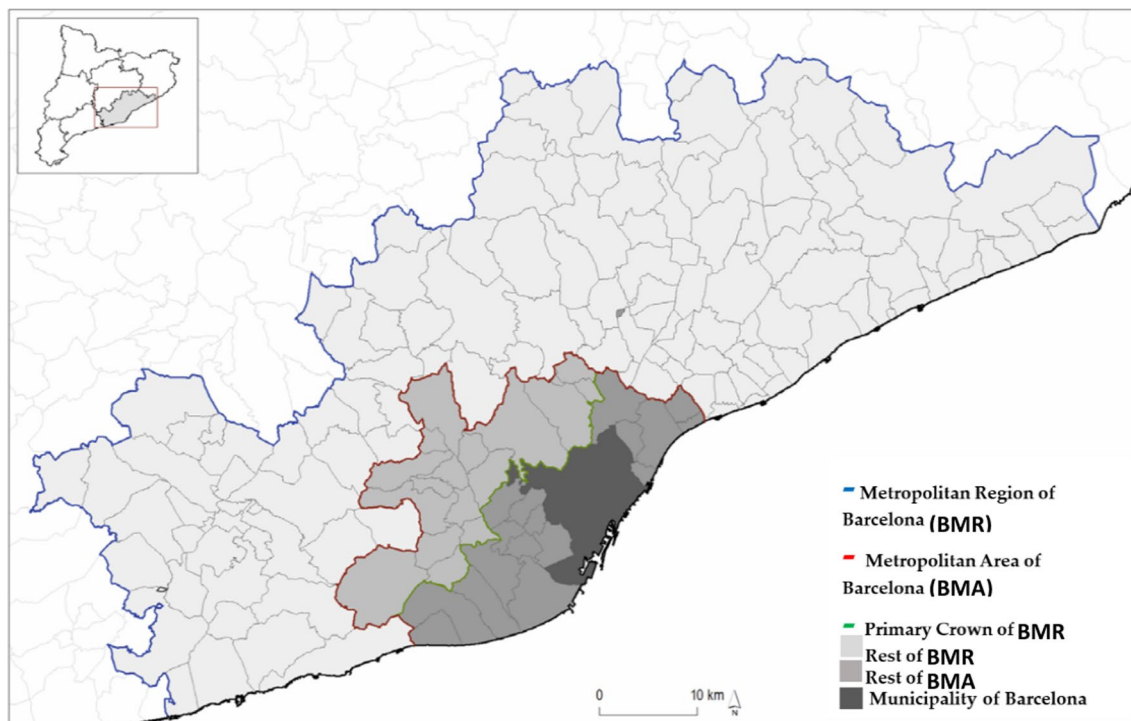 Metropolitan Region of
Barcelona (BMR)
Metropolitan Area of
Barcelona (BMA)
Primary Crown of BMR
Rest of BMR
Rest of BMA
Municipality of Barcelona
0 10 km
N